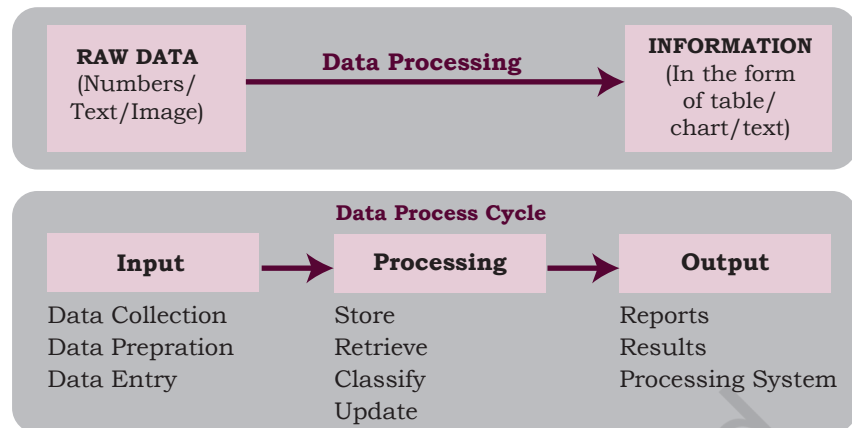 RAW DATA
(Numbers/
Text/Image)
Data Processing
INFORMATION
(In the form
of table/
chart/text)
Data Process Cycle
Input
Processing
Output
Data Collection
Data Prepration
Data Entry
Store
Retrieve
Classify
Update
Reports
Results
Processing System